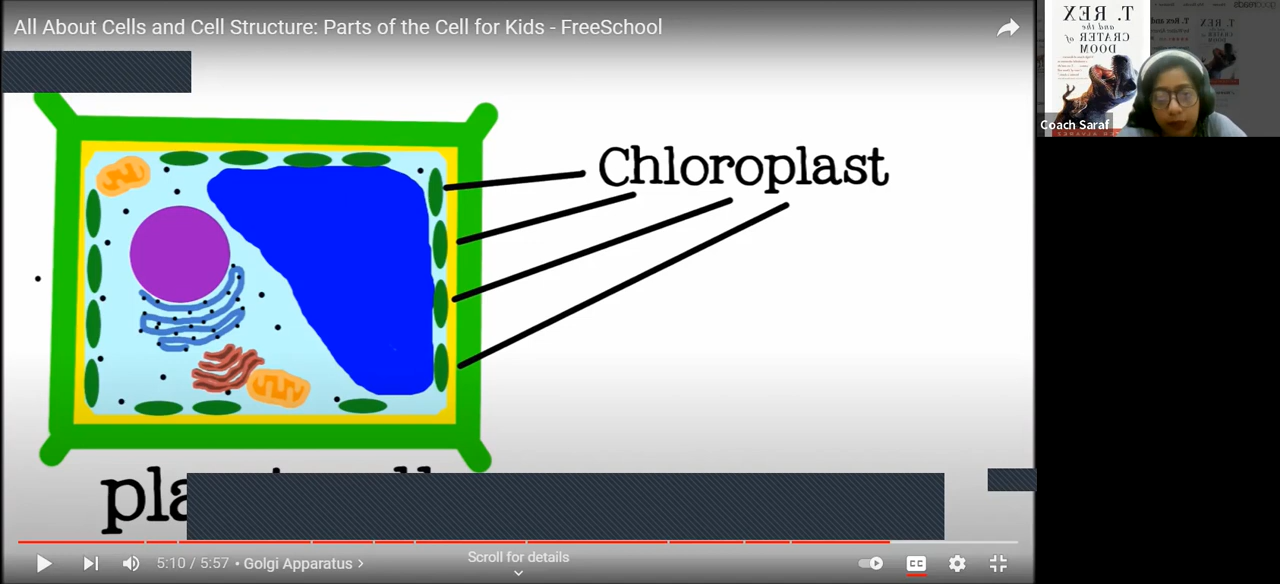 All About Cells and Cell Structure: Parts of the Cell for Kids - FreeSchool
T. REX
and the
CRATER of
DOOM
Coach Saraf
Chloroplast
5:10 / 5:57 • Golgi Apparatus >
Scroll for details
CC